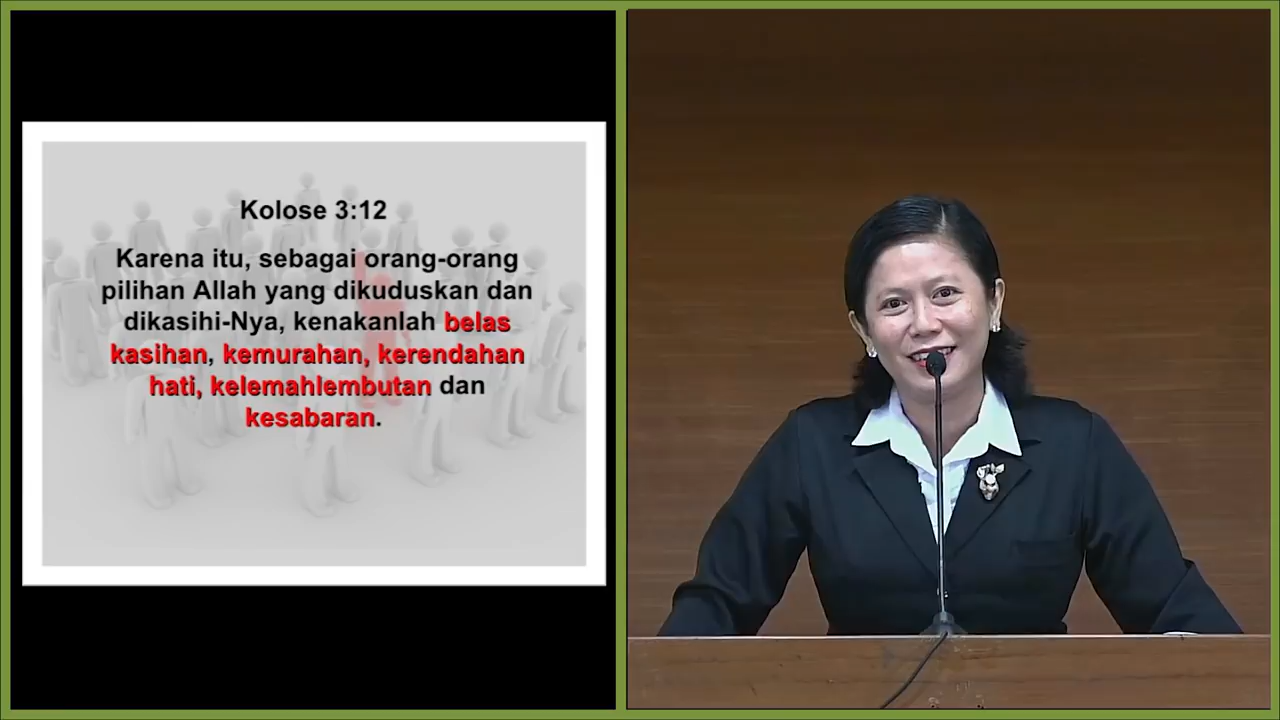 Kolose 3:12
Karena itu, sebagai orang-orang
pilihan Allah yang dikuduskan dan
dikasihi-Nya, kenakanlah belas
kasihan, kemurahan, kerendahan
hati, kelemahlembutan dan
kesabaran.